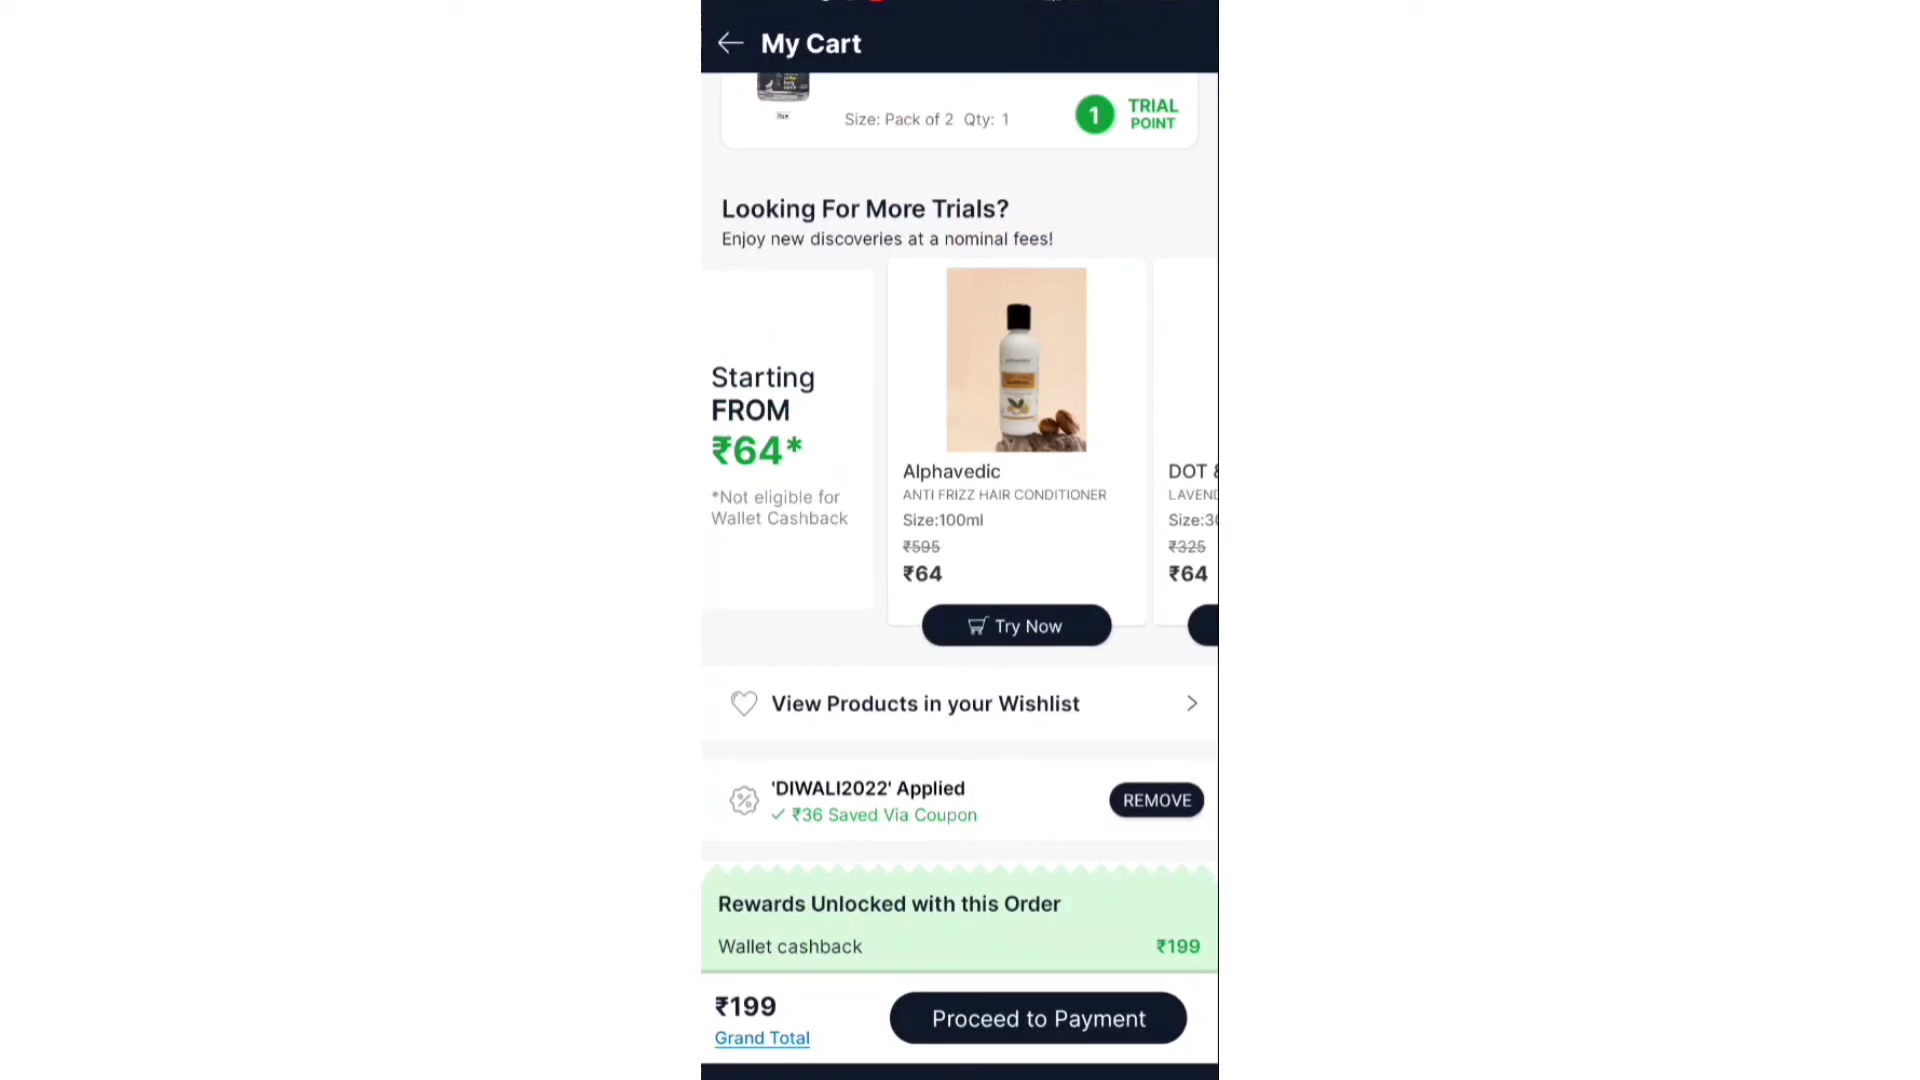 My Cart
Size: Pack of 2 Qty: 1
1
TRIAL
POINT
Looking For More Trials?
Enjoy new discoveries at a nominal fees!
Starting
FROM
₹64*
*Not eligible for
Wallet Cashback
Alphavedic
ANTI FRIZZ HAIR CONDITIONER
Size:100ml
₹595
₹64
Try Now
DOT &
LAVEND
Size:30
₹325
₹64
View Products in your Wishlist
'DIWALI2022' Applied
₹36 Saved Via Coupon
REMOVE
Rewards Unlocked with this Order
Wallet cashback ₹199
₹199
Grand Total
Proceed to Payment